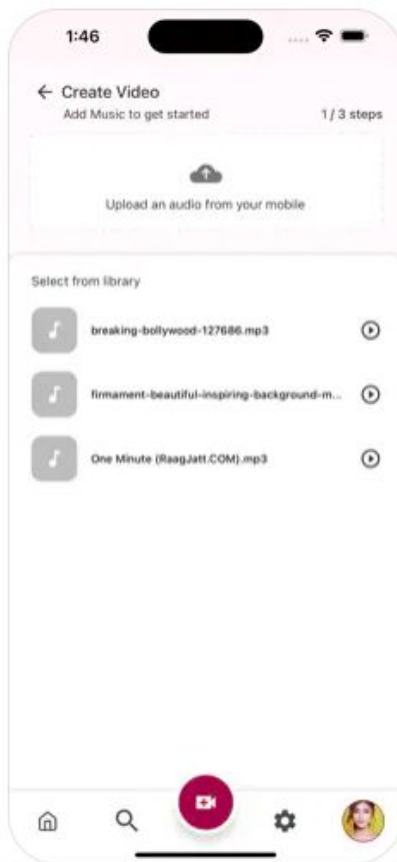 1:46
Create Video
Add Music to get started 1 / 3 steps
Upload an audio from your mobile
Select from library
breaking-bollywood-127686.mp3
firmament-beautiful-inspiring-background-m...
One Minute (RaagJatt.COM).mp3